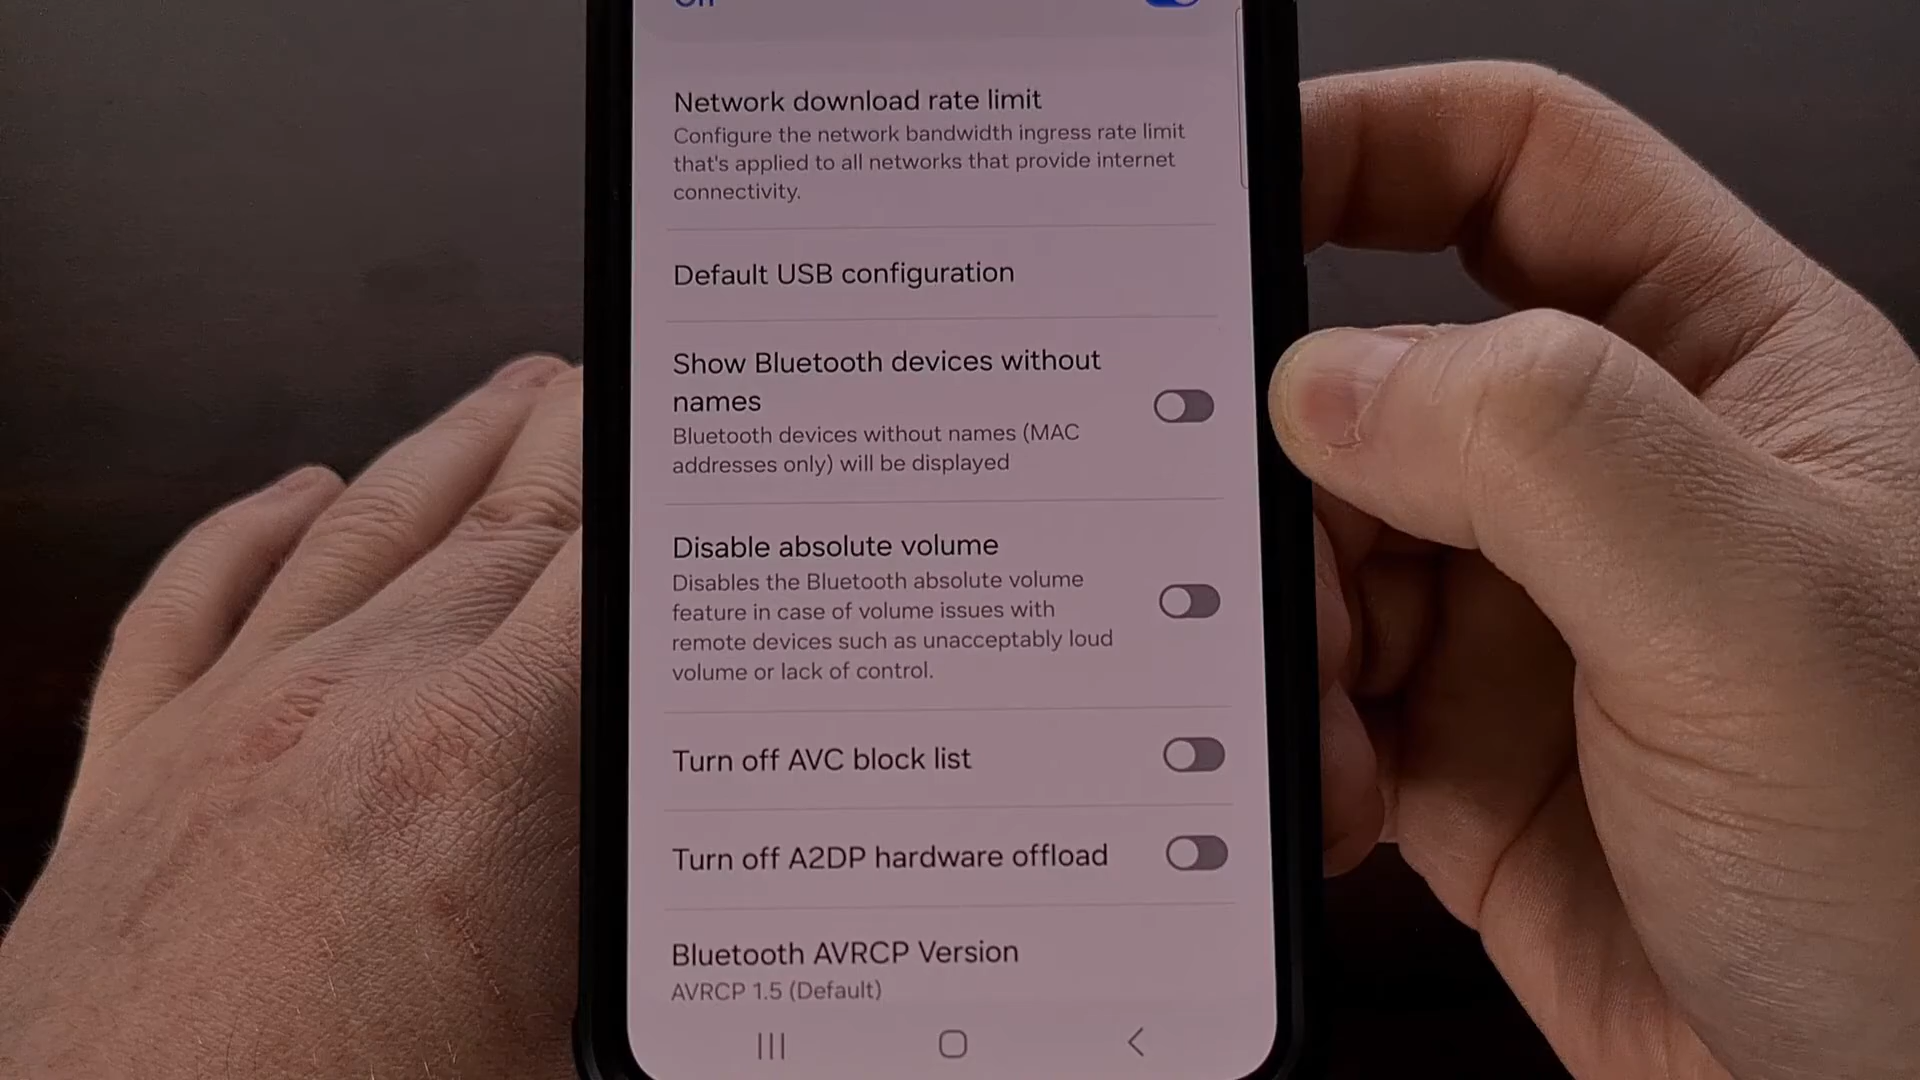 Network download rate limit
Configure the network bandwidth ingress rate limit
that's applied to all networks that provide internet
connectivity.
Default USB configuration
Show Bluetooth devices without
names
Bluetooth devices without names (MAC
addresses only) will be displayed
Disable absolute volume
Disables the Bluetooth absolute volume
feature in case of volume issues with
remote devices such as unacceptably loud
volume or lack of control.
Turn off AVC block list
Turn off A2DP hardware offload
Bluetooth AVRCP Version
AVRCP 1.5 (Default)